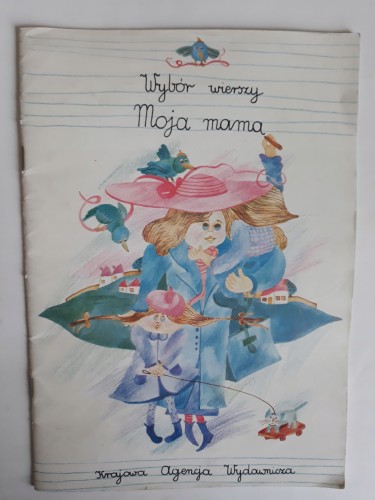 Wybór wierszy
Moja mama
Krajowa Agencja Wydawnicza